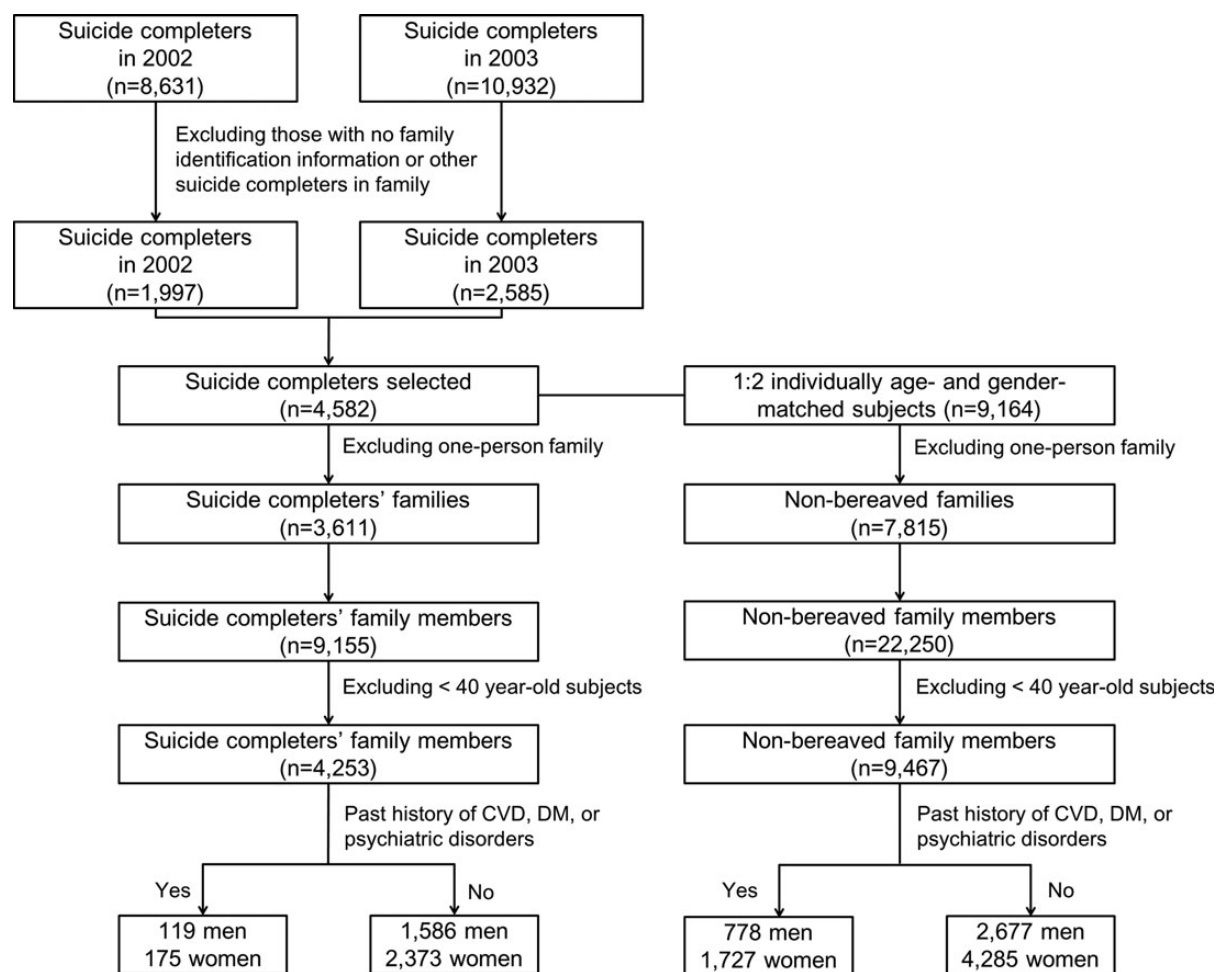 Suicide completers
in 2002
(n=8,631)
Suicide completers
in 2003
(n=10,932)
Excluding those with no family
identification information or other
suicide completers in family
Suicide completers
in 2002
(n=1,997)
Suicide completers
in 2003
(n=2,585)
Suicide completers selected
(n=4,582)
1:2 individually age- and gender-
matched subjects (n=9,164)
Excluding one-person family
Excluding one-person family
Suicide completers’ families
(n=3,611)
Non-bereaved families
(n=7,815)
Suicide completers’ family members
(n=9,155)
Non-bereaved family members
(n=22,250)
Excluding < 40 year-old subjects
Excluding < 40 year-old subjects
Suicide completers’ family members
(n=4,253)
Non-bereaved family members
(n=9,467)
Past history of CVD, DM, or
psychiatric disorders
Past history of CVD, DM, or
psychiatric disorders
Yes
No
Yes
No
119 men
175 women
1,586 men
2,373 women
778 men
1,727 women
2,677 men
4,285 women